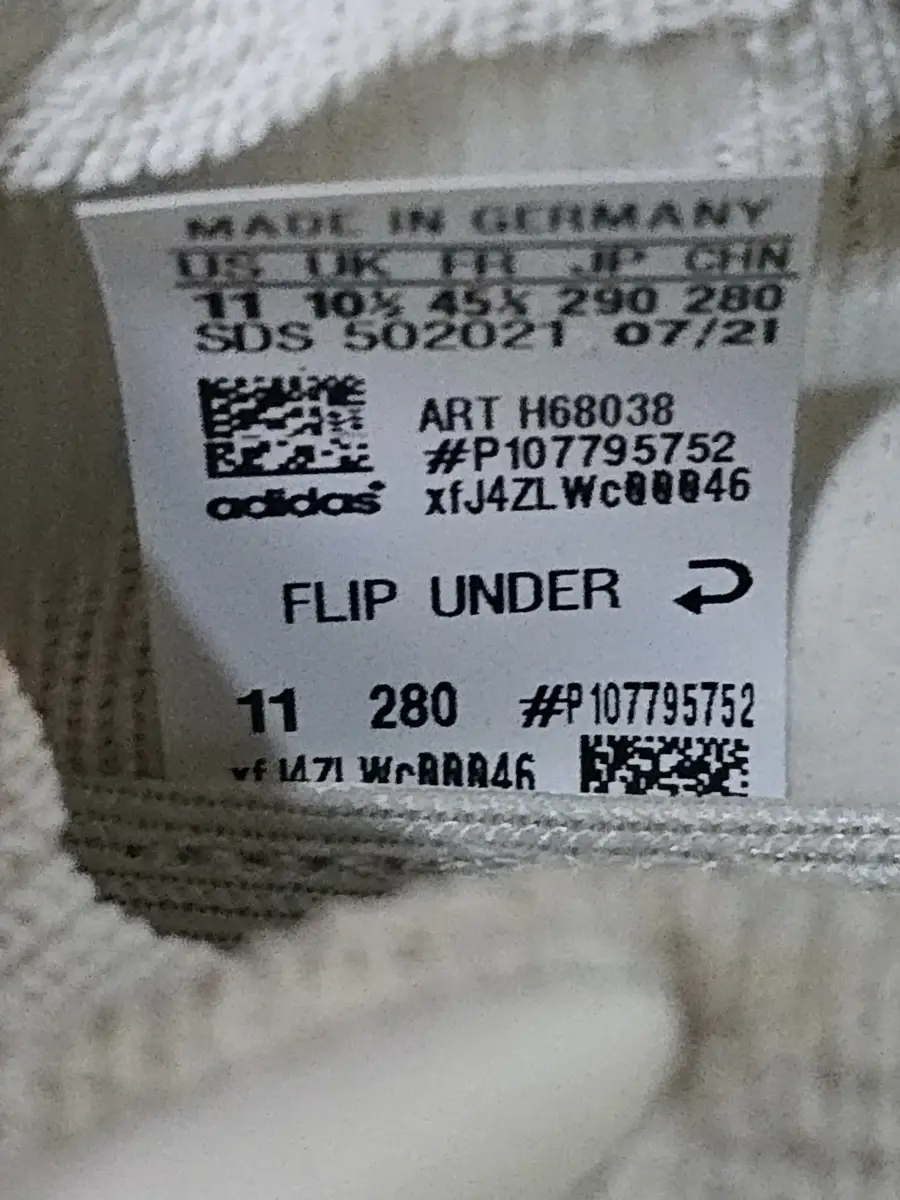 MADE IN GERMANY
US UK FR JP CHN
11 10½ 45⅓ 290 280
SDS 502021 07/21
ART H68038
#P107795752
adidas
xfJ4ZLWc00046
FLIP UNDER
11 280 #P107795752
xfJ4ZLWc00046